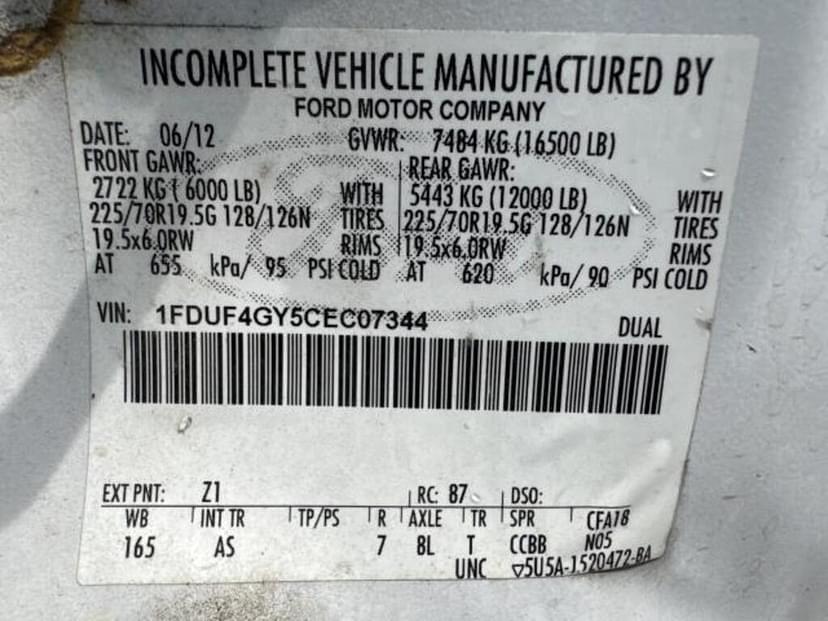 INCOMPLETE VEHICLE MANUFACTURED BY
FORD MOTOR COMPANY
DATE: 06/12 GVWR: 7484 KG (16500 LB)
FRONT GAWR: REAR GAWR:
2722 KG ( 6000 LB) WITH 5443 KG (12000 LB) WITH
225/70R19.5G 128/126N TIRES 225/70R19.5G 128/126N TIRES
19.5x6.0RW RIMS 19.5x6.0RW RIMS
AT 655 kPa/ 95 PSI COLD AT 620 kPa/ 90 PSI COLD
VIN: 1FDUF4GY5CEC07344 DUAL
EXT PNT: Z1 RC: 87 DSO:
WB INT TR TP/PS R AXLE TR SPR CFA18
165 AS 7 8L T CCBB N05
UNC ▽5U5A-1520472-BA